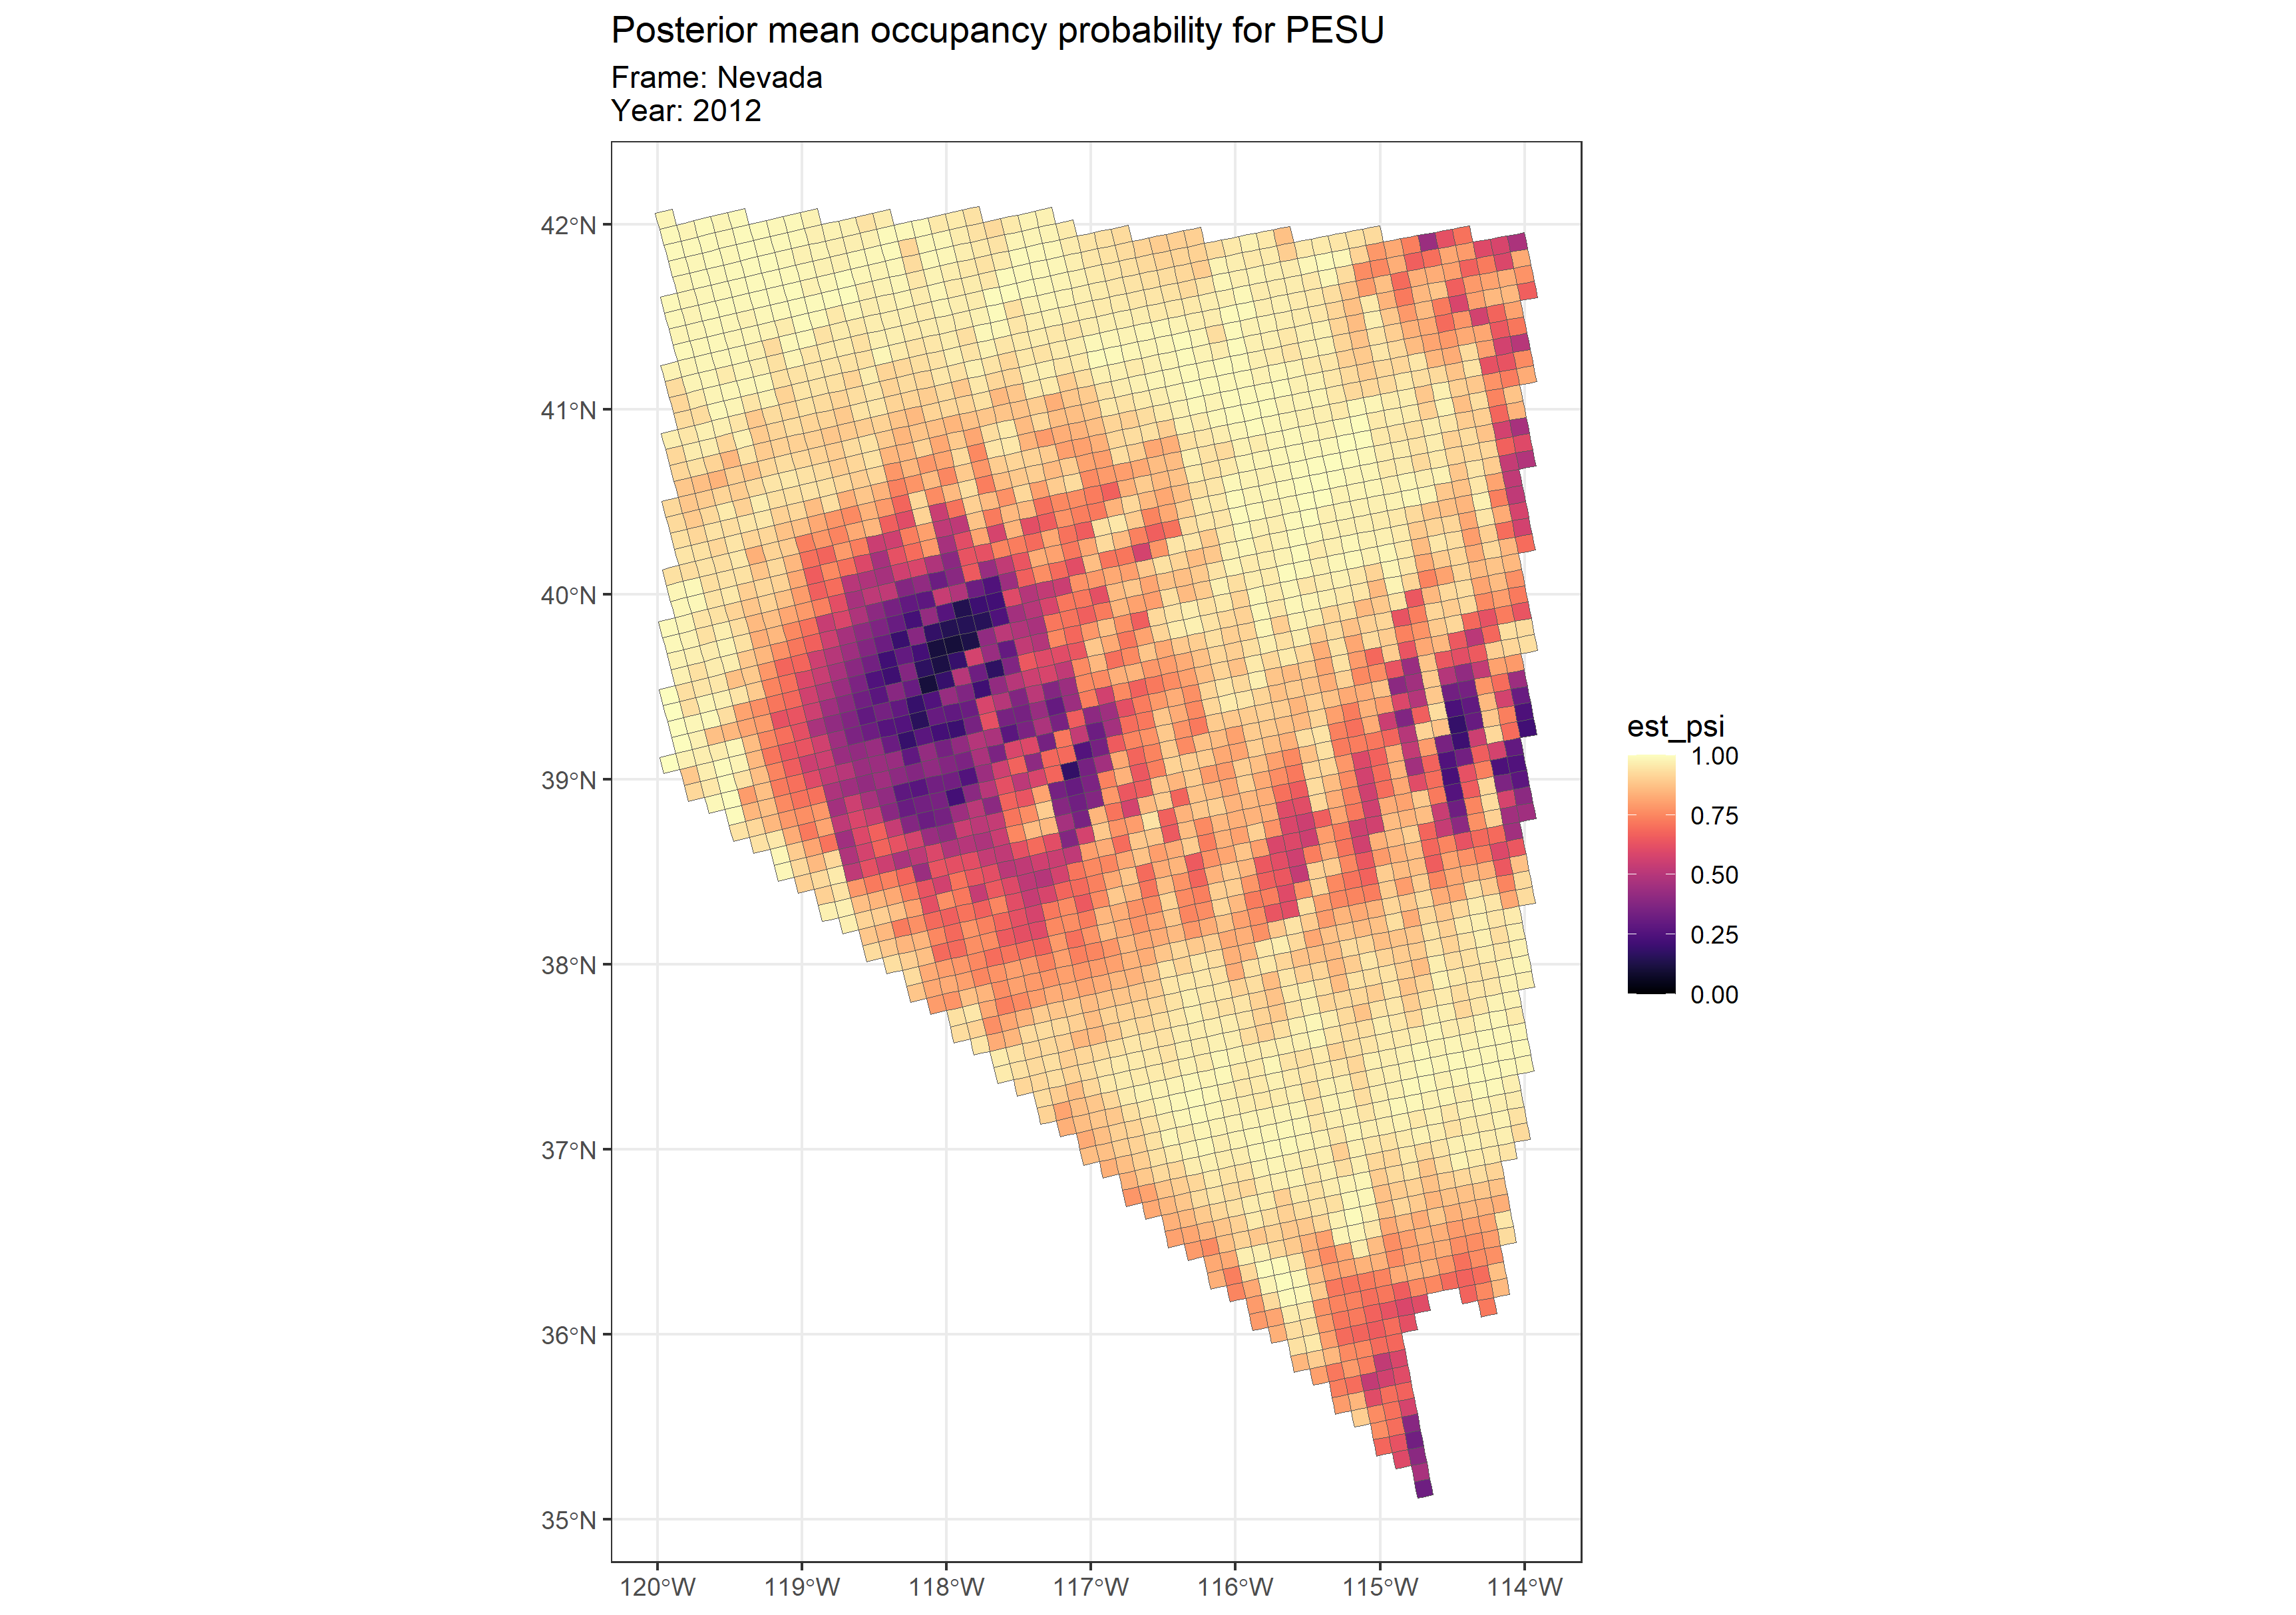 Posterior mean occupancy probability for PESU
Frame: Nevada
Year: 2012
42°N
41°N
40°N
39°N
38°N
37°N
36°N
35°N
120°W 119°W 118°W 117°W 116°W 115°W 114°W
est_psi
1.00
0.75
0.50
0.25
0.00